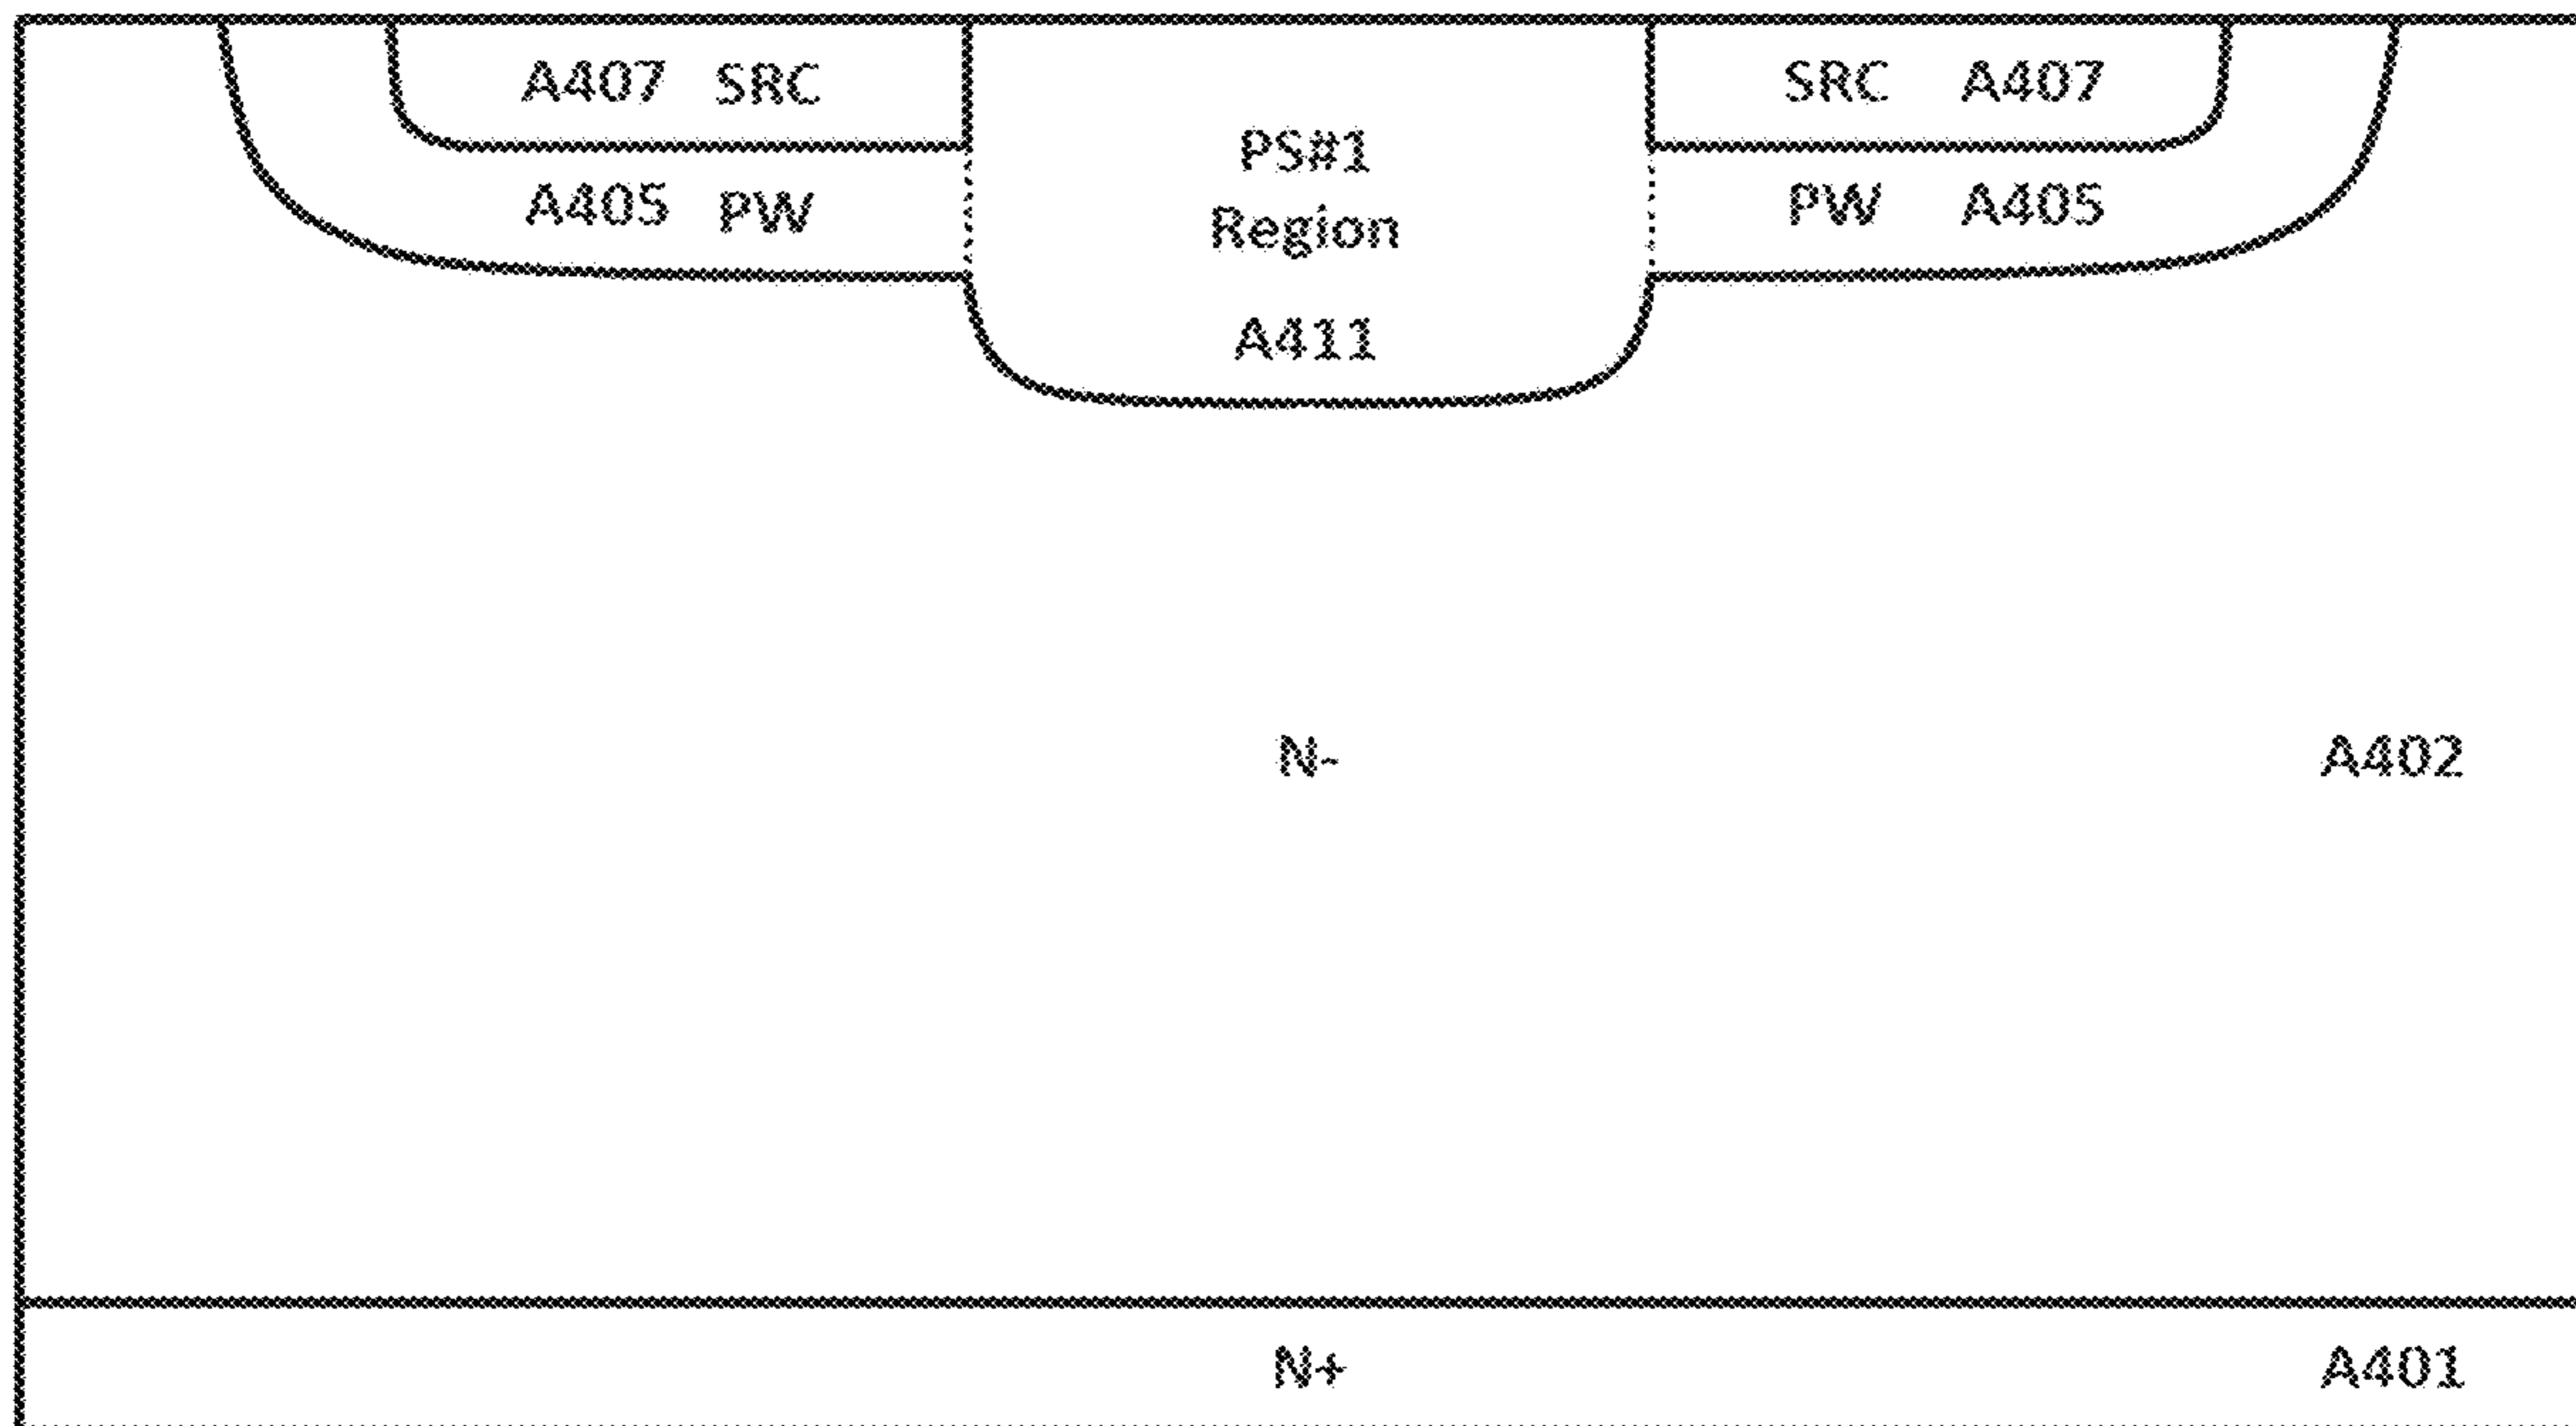 A407 SRC
SRC A407
PS#1
Region
A411
A405 PW
PW A405
N-
A402
N+
A401